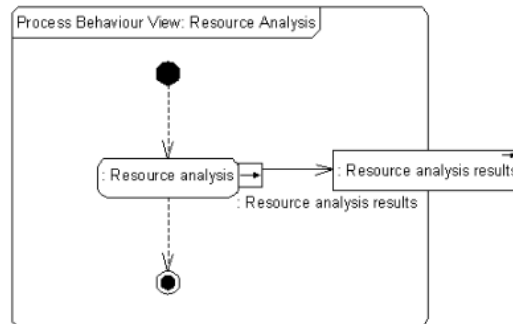 Process Behaviour View: Resource Analysis
: Resource analysis
: Resource analysis results
: Resource analysis results